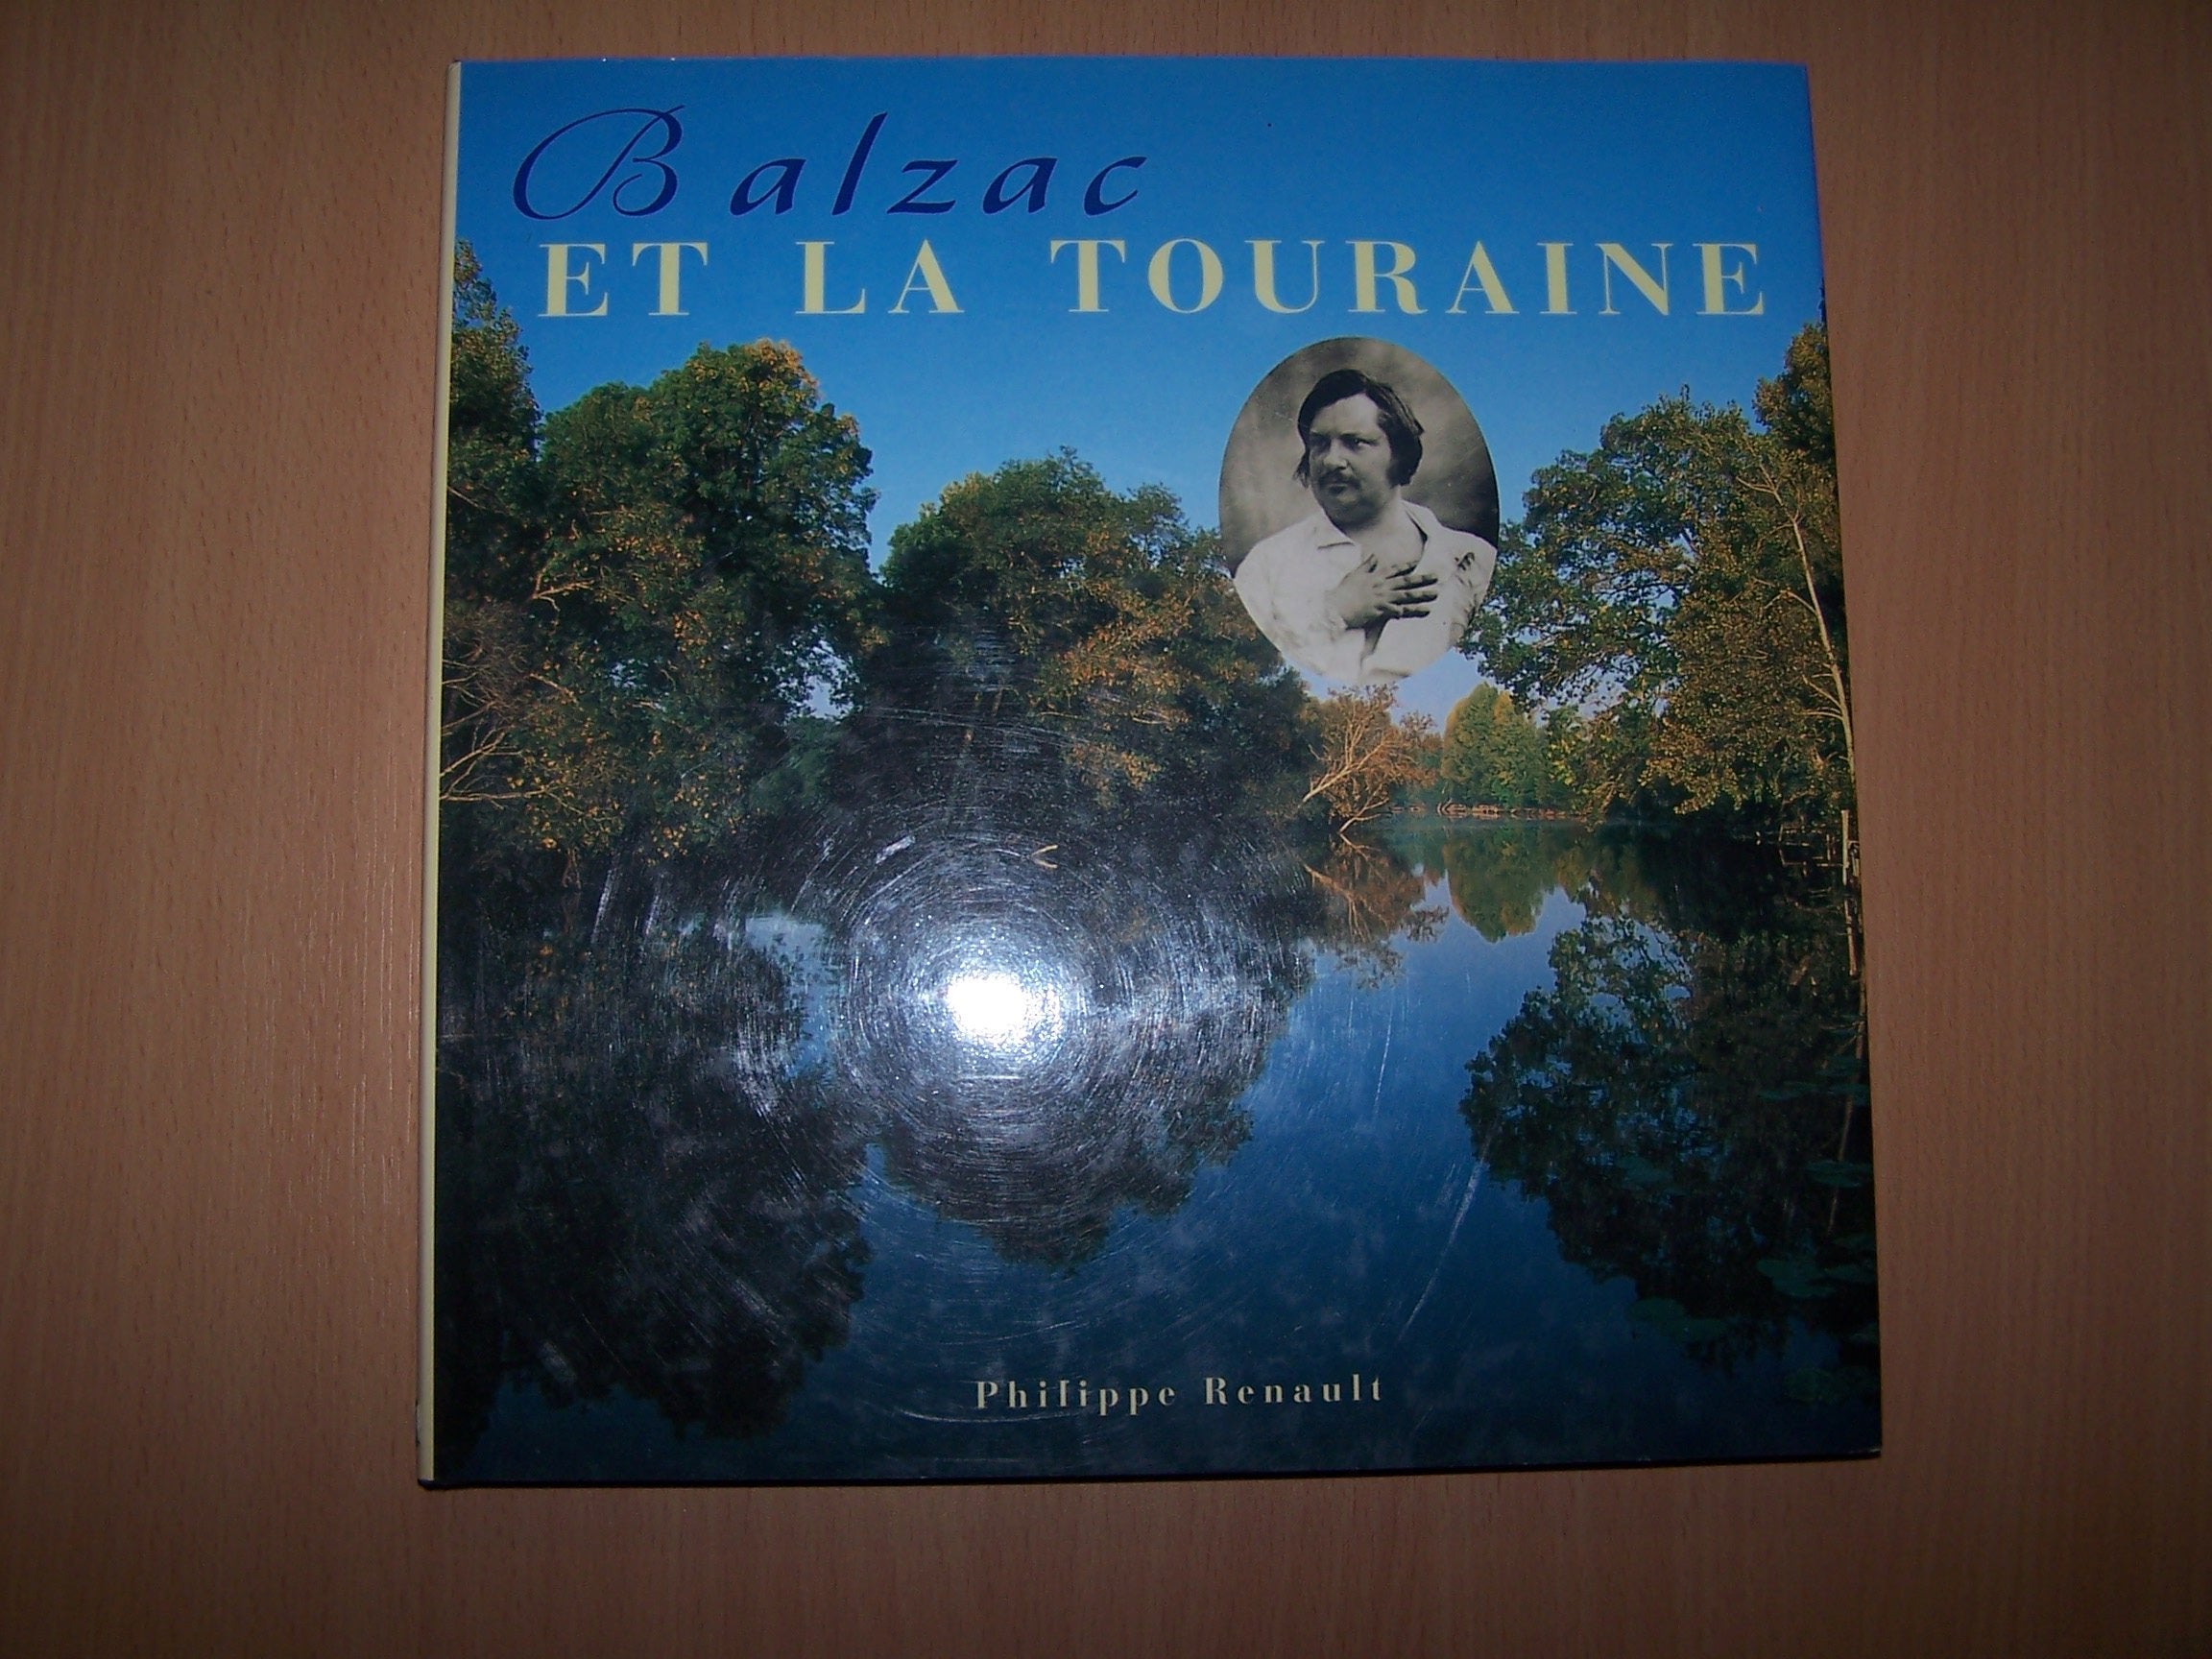 Balzac
ET LA TOURAINE
Philippe Renault